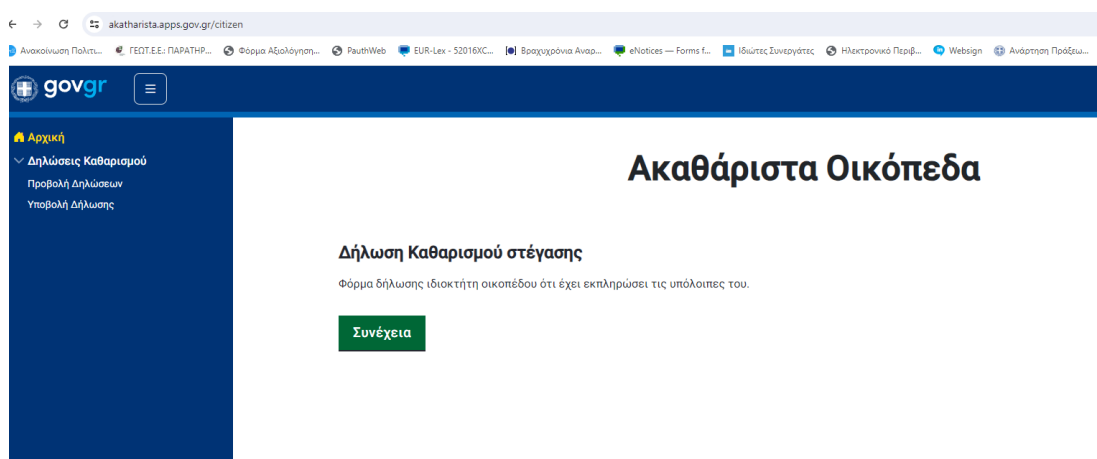 akatharista.apps.gov.gr/citizen
Ανακοίνωση Πολιτι... ΓΕΩΤ.Ε.Ε.: ΠΑΡΑΤΗΡ... Φόρμα Αξιολόγηση... PauthWeb EUR-Lex - 52016XC... Βραχυχρόνια Αναρ... eNotices — Forms f... Ιδιώτες Συνεργάτες Ηλεκτρονικό Περιβ... Websign Ανάρτηση Πράξεω...
govgr
Αρχική
Δηλώσεις Καθαρισμού
Προβολή Δηλώσεων
Υποβολή Δήλωσης
Ακαθάριστα Οικόπεδα
Δήλωση Καθαρισμού στέγασης
Φόρμα δήλωσης ιδιοκτήτη οικοπέδου ότι έχει εκπληρώσει τις υπόλοιπες του.
Συνέχεια